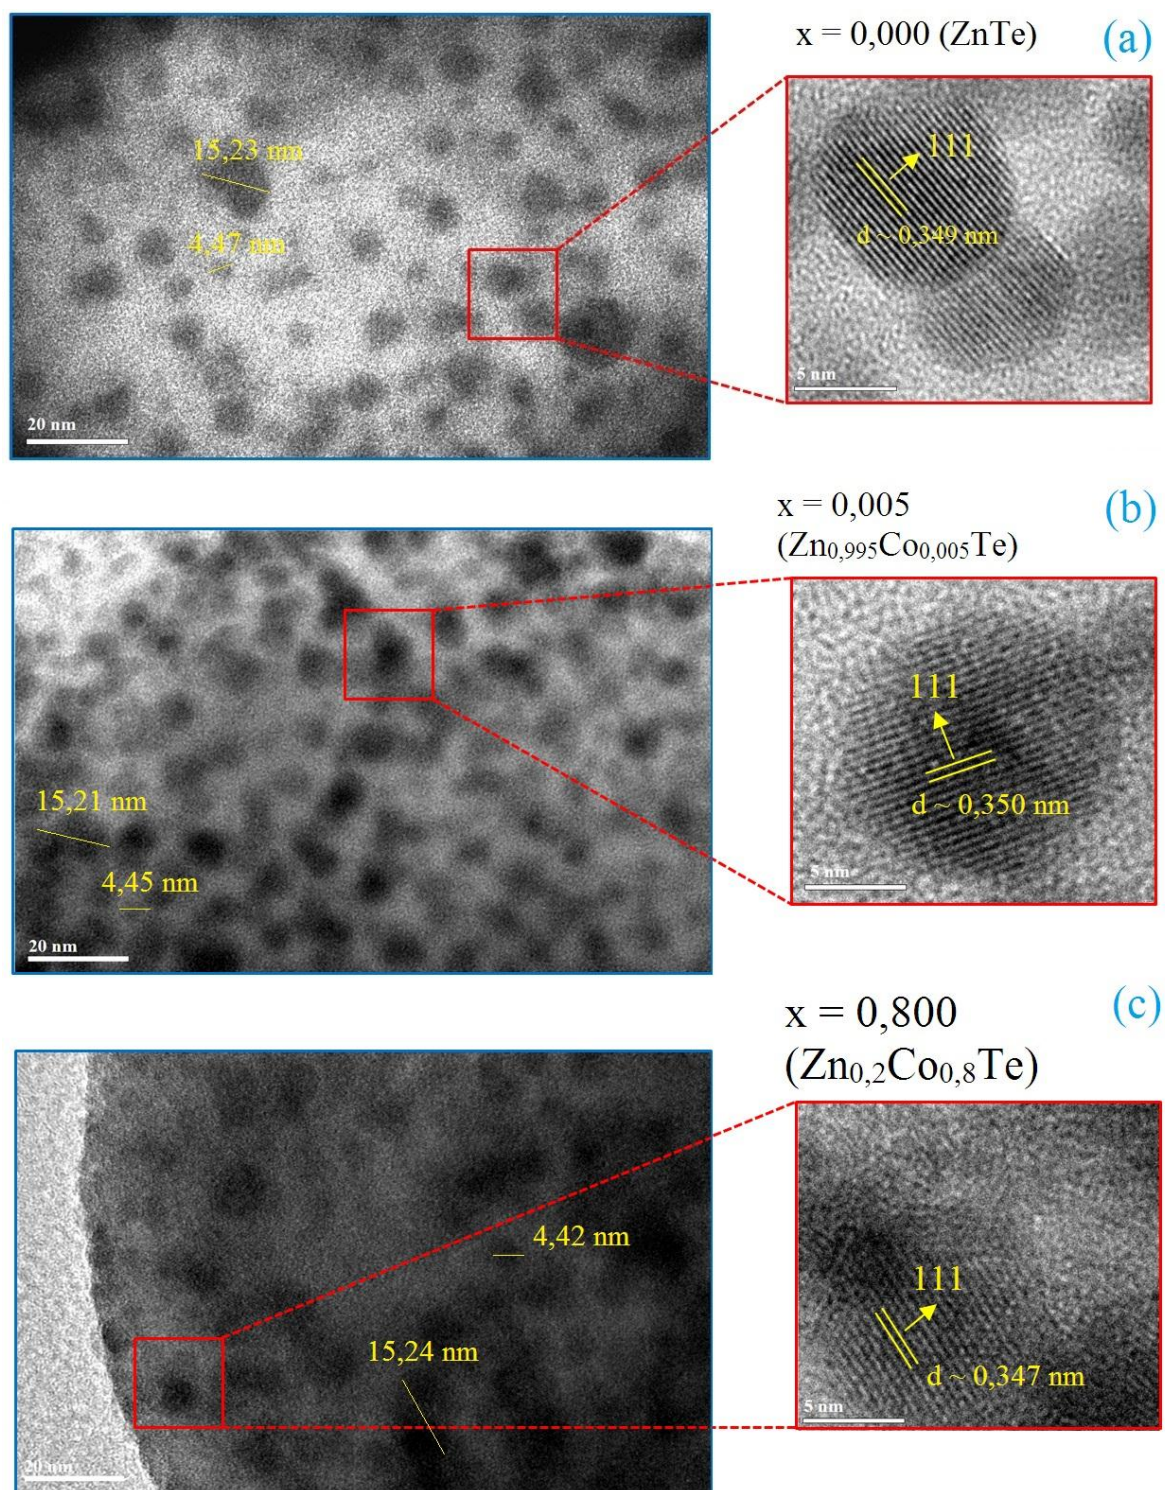 x = 0,000 (ZnTe)
(a)
15,23 nm
4,47 nm
20 nm
111
d ~ 0,349 nm
5 nm
x = 0,005
(Zn₀,₉₉₅Co₀,₀₀₅Te)
(b)
15,21 nm
4,45 nm
20 nm
111
d ~ 0,350 nm
5 nm
x = 0,800
(Zn₀,₂Co₀,₈Te)
(c)
4,42 nm
15,24 nm
20 nm
111
d ~ 0,347 nm
5 nm